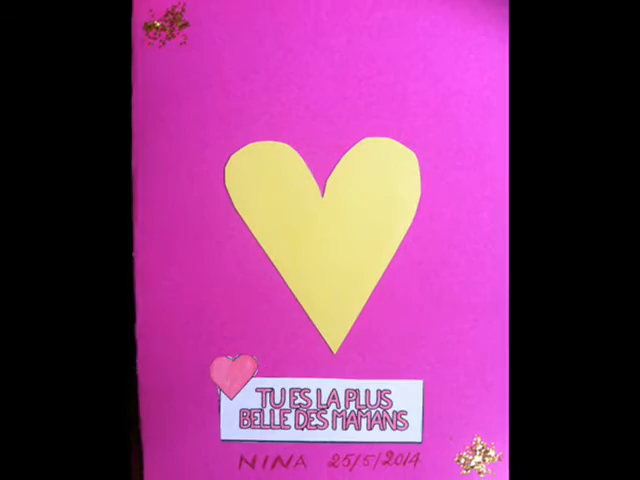 TU ES LA PLUS
BELLE DES MAMANS
NINA 25/5/2014